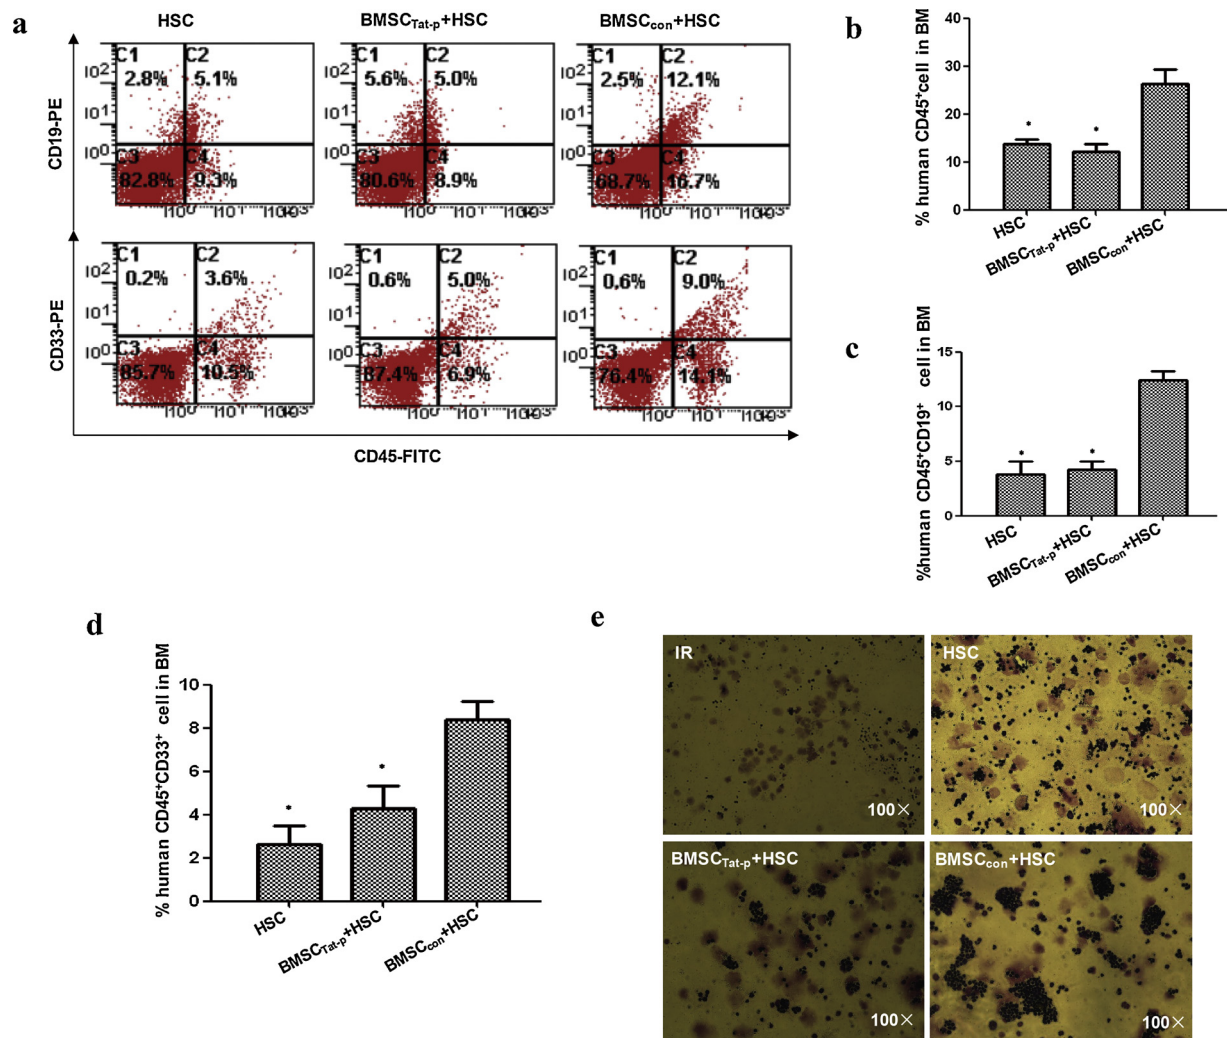 a
HSC
BMSCTat-p+HSC
BMSCcon+HSC
CD19-PE
C1
2.8%
C2
5.1%
C3
82.8%
C4
9.3%
C1
5.6%
C2
5.0%
C3
80.6%
C4
8.9%
C1
2.5%
C2
12.1%
C3
68.7%
C4
16.7%
CD33-PE
C1
0.2%
C2
3.6%
C3
85.7%
C4
10.5%
C1
0.6%
C2
5.0%
C3
87.4%
C4
6.9%
C1
0.6%
C2
9.0%
C3
76.4%
C4
14.1%
CD45-FITC
b
% human CD45+cell in BM
40
30
20
10
0
*
*
HSC
BMSCTat-p+HSC
BMSCcon+HSC
c
%human CD45+CD19+ cell in BM
15
10
5
0
*
*
HSC
BMSCTat-p+HSC
BMSCcon+HSC
d
% human CD45+CD33+ cell in BM
10
8
6
4
2
0
*
*
HSC
BMSCTat-p+HSC
BMSCcon+HSC
e
IR
100×
HSC
100×
BMSCTat-p+HSC
100×
BMSCcon+HSC
100×